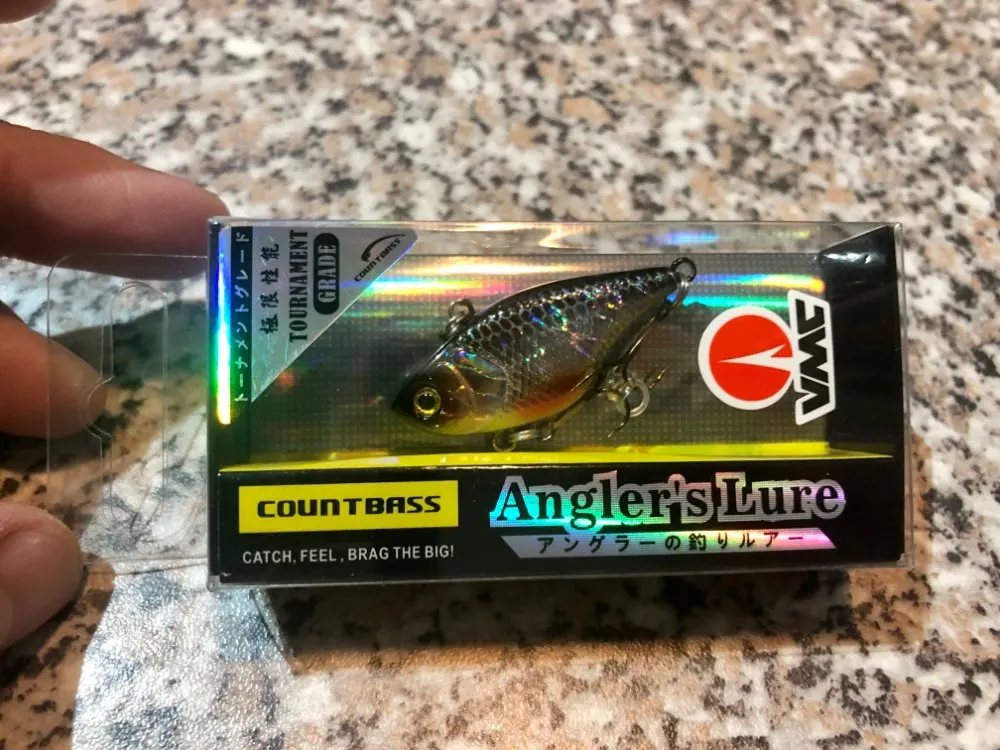 トーナメントグレード
極限性能
TOURNAMENT
GRADE
COUNTBASS
VMC
COUNTBASS
CATCH, FEEL, BRAG THE BIG!
Angler's Lure
アングラーの釣りルアー